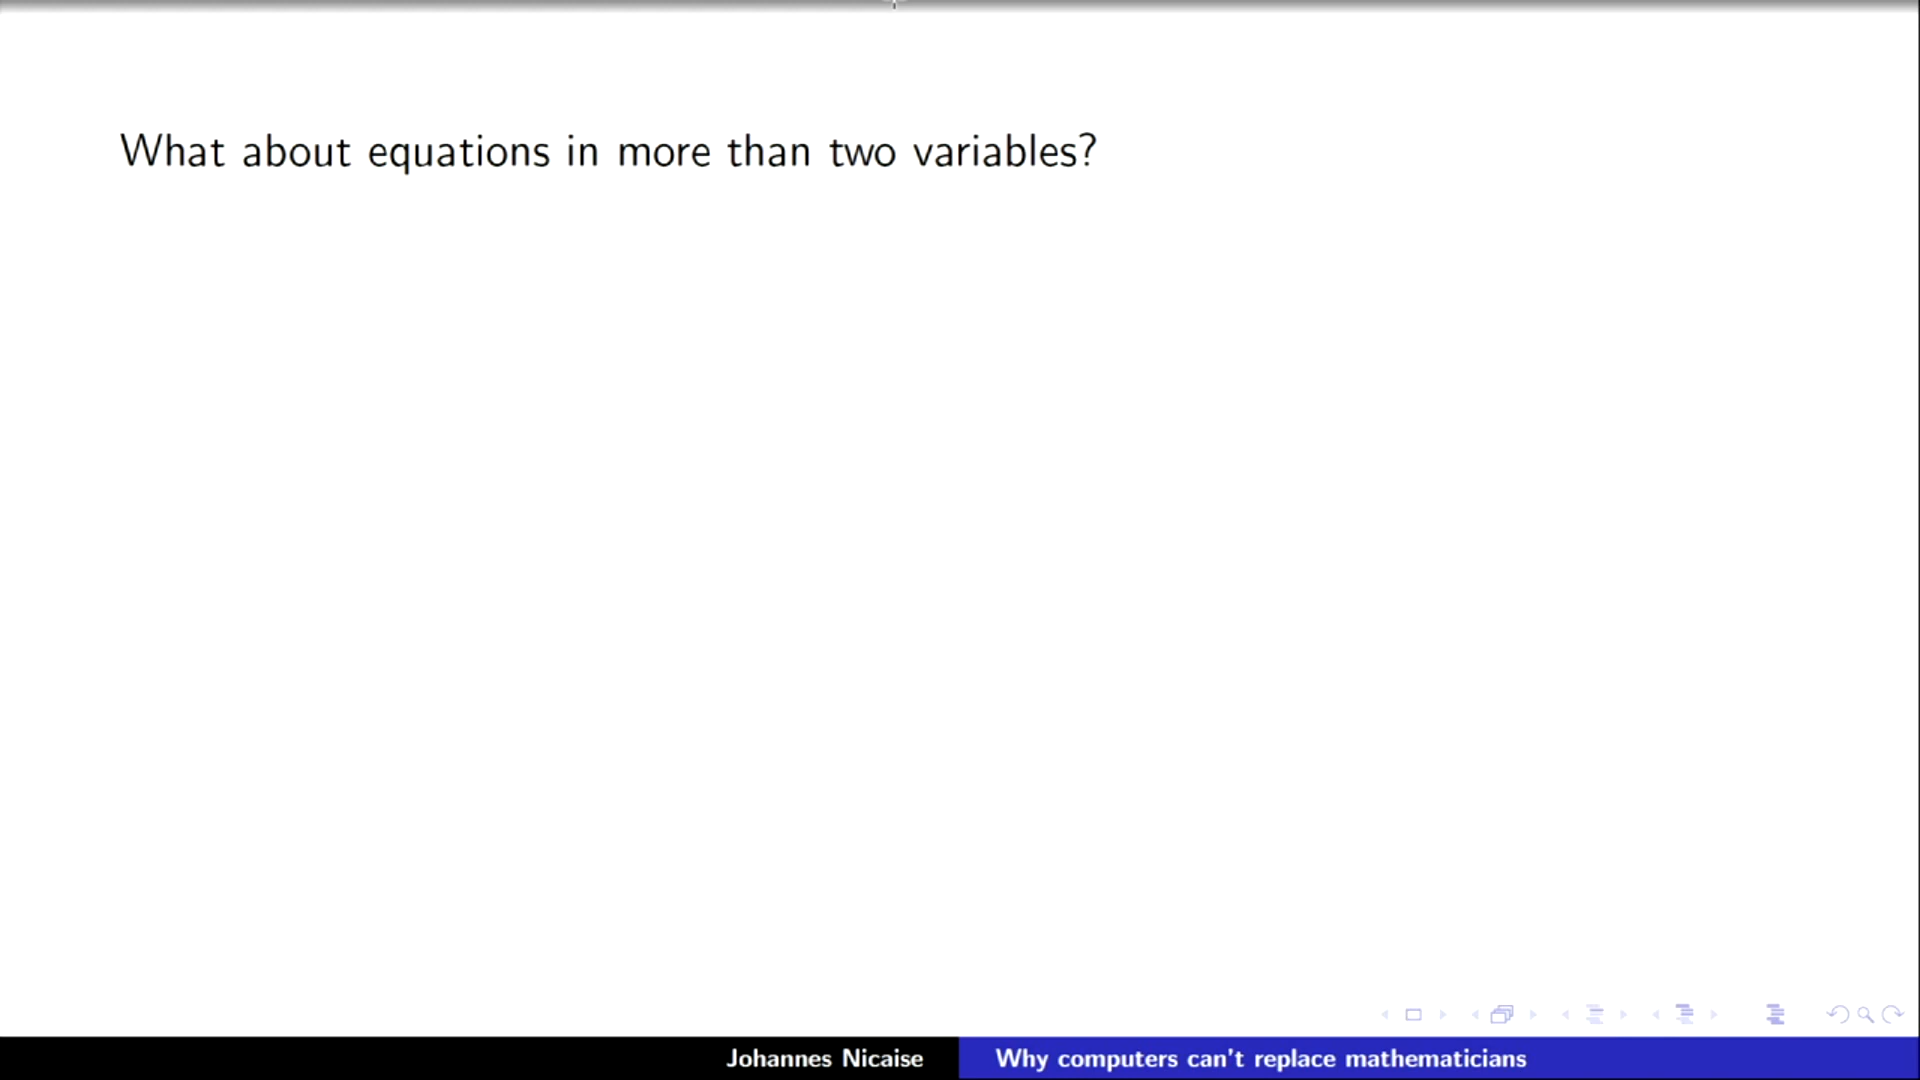 What about equations in more than two variables?
Johannes Nicaise
Why computers can't replace mathematicians